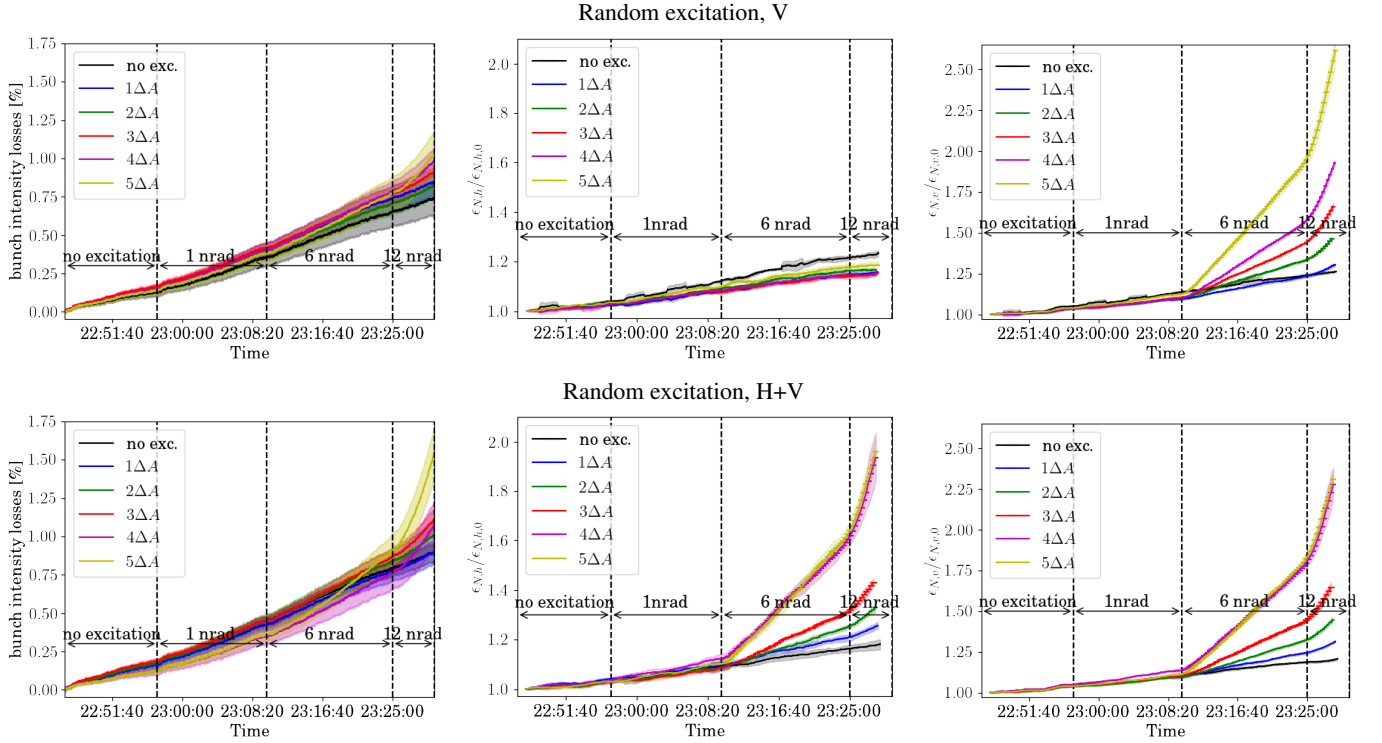 Random excitation, V
bunch intensity losses [%]
1.75
1.50
1.25
1.00
0.75
0.50
0.25
0.00
no exc.
1ΔA
2ΔA
3ΔA
4ΔA
5ΔA
no excitation
1 nrad
6 nrad
12 nrad
22:51:40 23:00:00 23:08:20 23:16:40 23:25:00
Time
ϵN,h/ϵN,h,0
2.0
1.8
1.6
1.4
1.2
1.0
no exc.
1ΔA
2ΔA
3ΔA
4ΔA
5ΔA
no excitation
1nrad
6 nrad
12 nrad
22:51:40 23:00:00 23:08:20 23:16:40 23:25:00
Time
ϵN,v/ϵN,v,0
2.50
2.25
2.00
1.75
1.50
1.25
1.00
no exc.
1ΔA
2ΔA
3ΔA
4ΔA
5ΔA
no excitation
1nrad
6 nrad
12 nrad
22:51:40 23:00:00 23:08:20 23:16:40 23:25:00
Time
Random excitation, H+V
bunch intensity losses [%]
1.75
1.50
1.25
1.00
0.75
0.50
0.25
0.00
no exc.
1ΔA
2ΔA
3ΔA
4ΔA
5ΔA
no excitation
1 nrad
6 nrad
12 nrad
22:51:40 23:00:00 23:08:20 23:16:40 23:25:00
Time
ϵN,h/ϵN,h,0
2.0
1.8
1.6
1.4
1.2
1.0
no exc.
1ΔA
2ΔA
3ΔA
4ΔA
5ΔA
no excitation
1nrad
6 nrad
12 nrad
22:51:40 23:00:00 23:08:20 23:16:40 23:25:00
Time
ϵN,v/ϵN,v,0
2.50
2.25
2.00
1.75
1.50
1.25
1.00
no exc.
1ΔA
2ΔA
3ΔA
4ΔA
5ΔA
no excitation
1nrad
6 nrad
12 nrad
22:51:40 23:00:00 23:08:20 23:16:40 23:25:00
Time